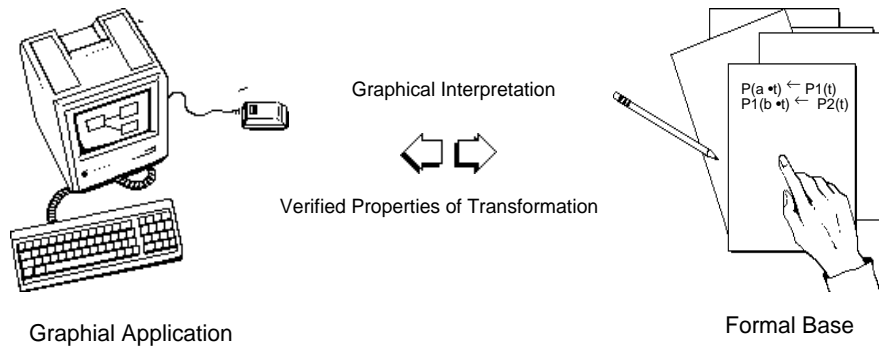 Graphical Interpretation
P(a •t) ← P1(t)
P1(b •t) ← P2(t)
Verified Properties of Transformation
Graphial Application
Formal Base